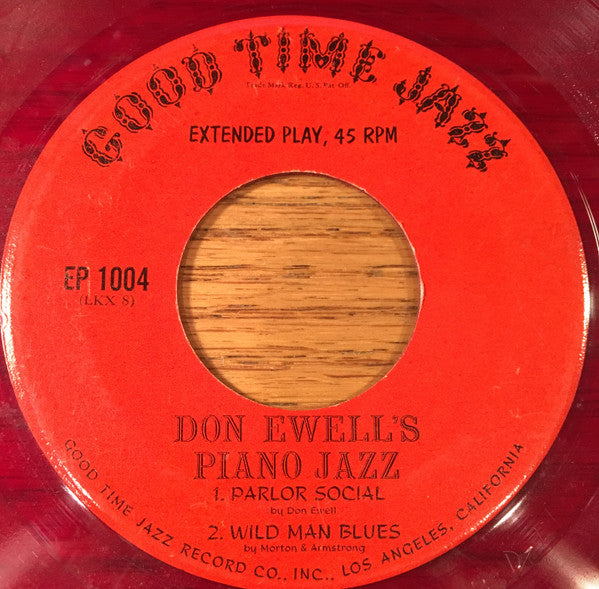 GOOD TIME JAZZ
Trade Mark Reg. U.S. Pat. Off.
EXTENDED PLAY, 45 RPM
EP 1004
(LKX 8)
DON EWELL'S
PIANO JAZZ
1. PARLOR SOCIAL
by Don Ewell
2. WILD MAN BLUES
by Morton & Armstrong
GOOD TIME JAZZ RECORD CO., INC., LOS ANGELES, CALIFORNIA